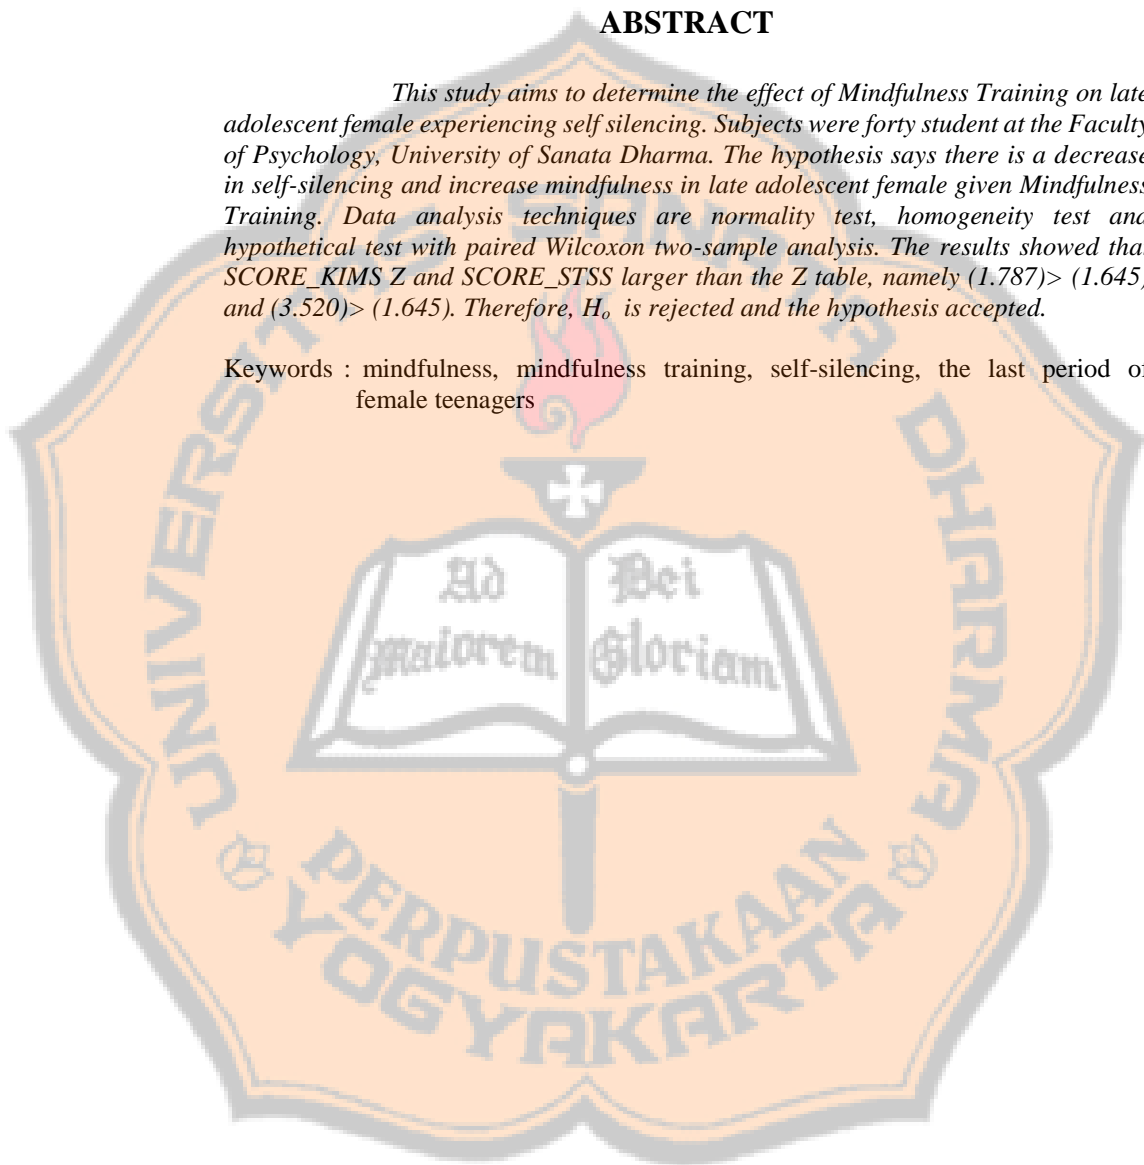 ABSTRACT
This study aims to determine the effect of Mindfulness Training on late
adolescent female experiencing self silencing. Subjects were forty student at the Faculty
of Psychology, University of Sanata Dharma. The hypothesis says there is a decrease
in self-silencing and increase mindfulness in late adolescent female given Mindfulness
Training. Data analysis techniques are normality test, homogeneity test and
hypothetical test with paired Wilcoxon two-sample analysis. The results showed tha
SCORE_KIMS Z and SCORE_STSS larger than the Z table, namely (1.787)> (1.645)
and (3.520)> (1.645). Therefore, Ho is rejected and the hypothesis accepted.
Keywords : mindfulness, mindfulness training, self-silencing, the last period of
female teenagers
UNIVERSITAS SANATA DHARMA
Ad Dei
Maiorem Gloriam
PERPUSTAKAAN
YOGYAKARTA